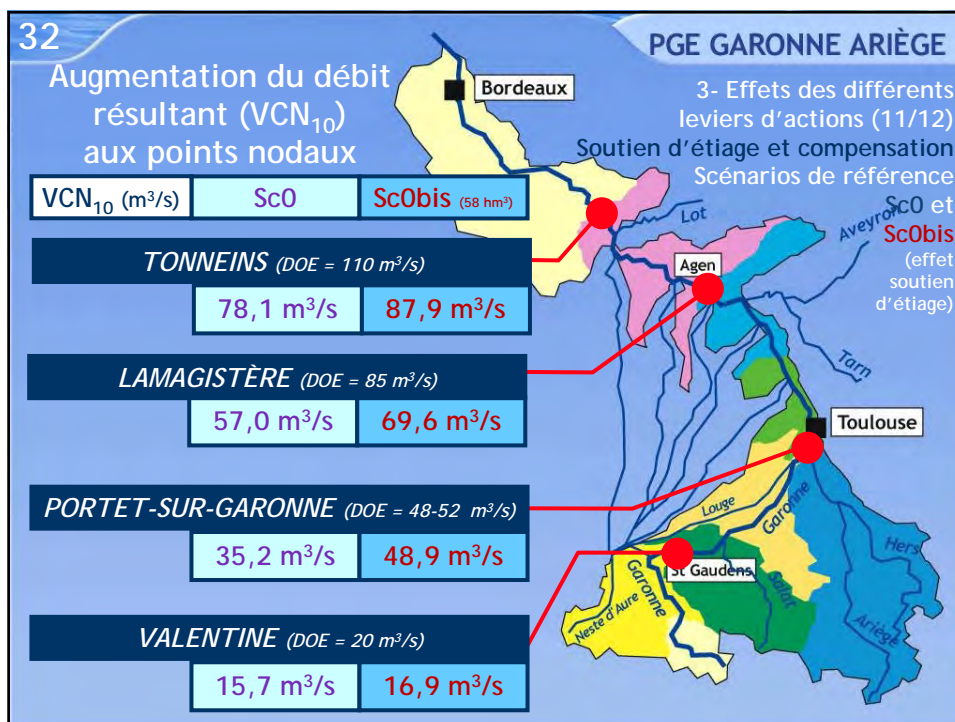 32
PGE GARONNE ARIÈGE
Augmentation du débit
résultant (VCN10)
aux points nodaux
3- Effets des différents
leviers d'actions (11/12)
Soutien d'étiage et compensation
Scénarios de référence
Sc0 et
Sc0bis
(effet
soutien
d'étiage)
VCN10 (m³/s) Sc0 Sc0bis (58 hm³)
TONNEINS (DOE = 110 m³/s)
78,1 m³/s 87,9 m³/s
LAMAGISTÈRE (DOE = 85 m³/s)
57,0 m³/s 69,6 m³/s
PORTET-SUR-GARONNE (DOE = 48-52 m³/s)
35,2 m³/s 48,9 m³/s
VALENTINE (DOE = 20 m³/s)
15,7 m³/s 16,9 m³/s
Bordeaux
Lot
Aveyron
Agen
Tarn
Toulouse
Louge
Garonne
Hers
St Gaudens
Salat
Garonne
Neste d'Aure
Ariège